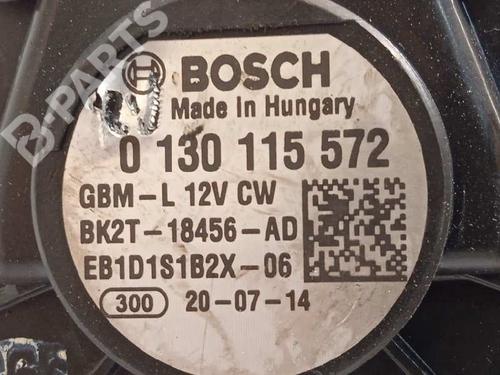 B-PARTS
BOSCH
Made In Hungary
0 130 115 572
GBM-L 12V CW
BK2T-18456-AD
EB1D1S1B2X-06
300 20-07-14